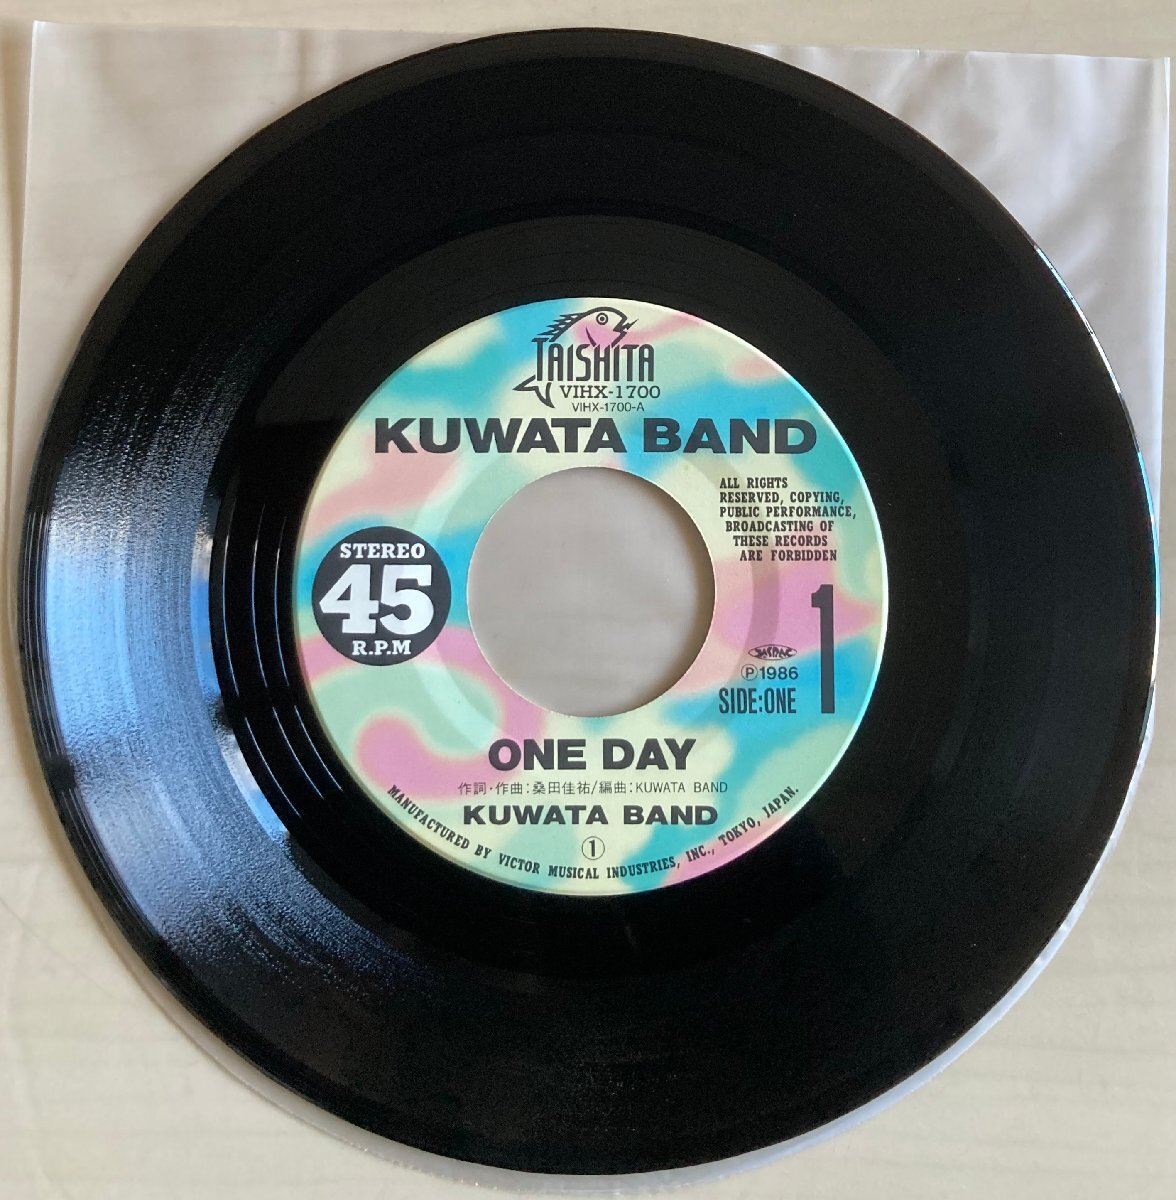 TAISHITA
VIHX-1700
VIHX-1700-A
KUWATA BAND
ALL RIGHTS
RESERVED, COPYING,
PUBLIC PERFORMANCE,
BROADCASTING OF
THESE RECORDS
ARE FORBIDDEN
STEREO
45
R.P.M
1
JASRAC
Ⓟ1986
SIDE:ONE
ONE DAY
作詞・作曲:桑田佳祐/編曲:KUWATA BAND
KUWATA BAND
①
MANUFACTURED BY VICTOR MUSICAL INDUSTRIES, INC., TOKYO, JAPAN.